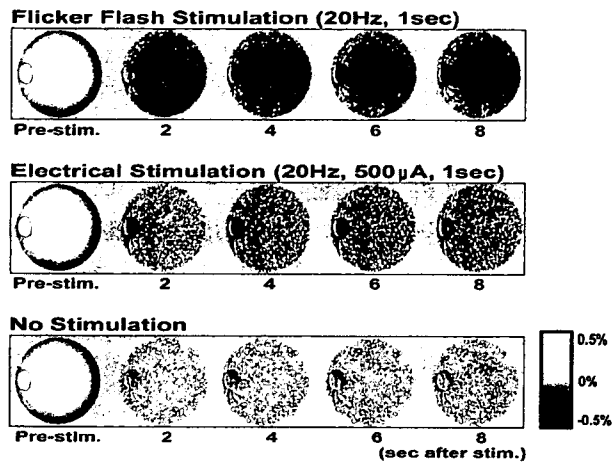 Flicker Flash Stimulation (20Hz, 1sec)
Pre-stim. 2 4 6 8
Electrical Stimulation (20Hz, 500µA, 1sec)
Pre-stim. 2 4 6 8
No Stimulation
0.5%
0%
-0.5%
Pre-stim. 2 4 6 8
(sec after stim.)